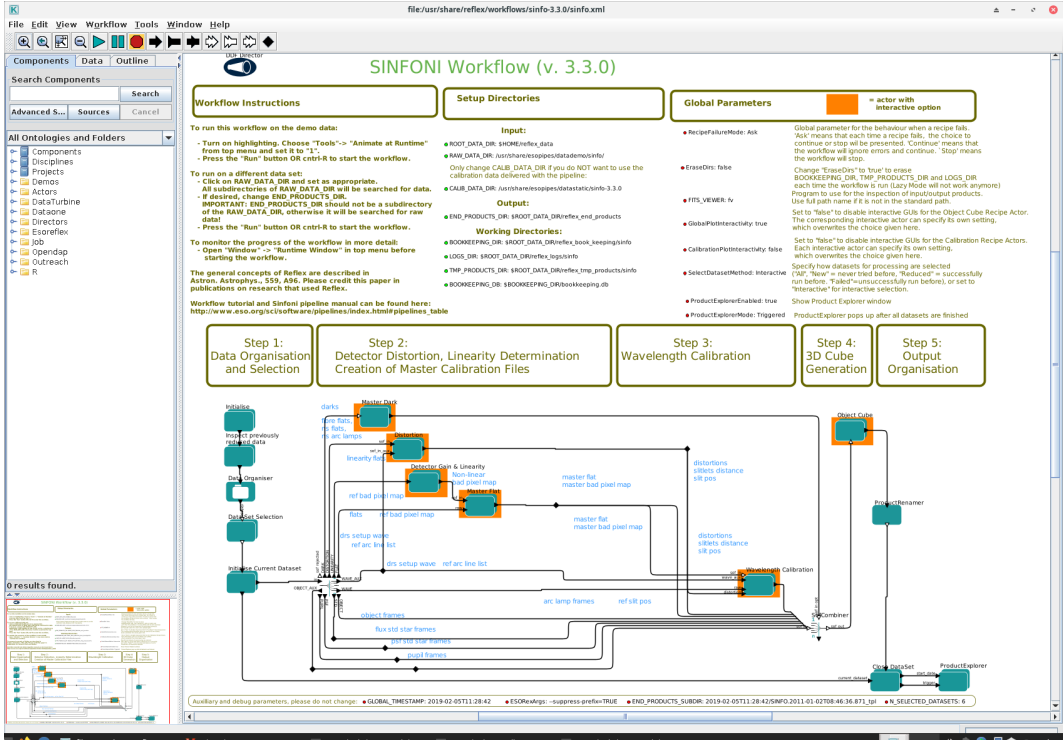 file:/usr/share/reflex/workflows/sinfo-3.3.0/sinfo.xml
File Edit View Workflow Tools Window Help
Components Data Outline
Search Components
Search
Advanced S... Sources Cancel
All Ontologies and Folders
Components
Disciplines
Projects
Demos
Actors
DataTurbine
Dataone
Directors
Esoreflex
Job
Opendap
Outreach
R
0 results found.
DDF Director
SINFONI Workflow (v. 3.3.0)
Workflow Instructions
To run this workflow on the demo data:
- Turn on highlighting. Choose "Tools"-> "Animate at Runtime"
from top menu and set it to "1".
- Press the "Run" button OR cntrl-R to start the workflow.
To run on a different data set:
- Click on RAW_DATA_DIR and set as appropriate.
All subdirectories of RAW_DATA_DIR will be searched for data.
- If desired, change END_PRODUCTS_DIR.
IMPORTANT: END_PRODUCTS_DIR should not be a subdirectory
of the RAW_DATA_DIR, otherwise it will be searched for raw
data!
- Press the "Run" button OR cntrl-R to start the workflow.
To monitor the progress of the workflow in more detail:
- Open "Window" -> "Runtime Window" in top menu before
starting the workflow.
The general concepts of Reflex are described in
Astron. Astrophys., 559, A96. Please credit this paper in
publications on research that used Reflex.
Workflow tutorial and Sinfoni pipeline manual can be found here:
http://www.eso.org/sci/software/pipelines/index.html#pipelines_table
Setup Directories
Input:
ROOT_DATA_DIR: $HOME/reflex_data
RAW_DATA_DIR: /usr/share/esopipes/datademo/sinfo/
Only change CALIB_DATA_DIR if you do NOT want to use the
calibration data delivered with the pipeline:
CALIB_DATA_DIR: /usr/share/esopipes/datastatic/sinfo-3.3.0
Output:
END_PRODUCTS_DIR: $ROOT_DATA_DIR/reflex_end_products
Working Directories:
BOOKKEEPING_DIR: $ROOT_DATA_DIR/reflex_book_keeping/sinfo
LOGS_DIR: $ROOT_DATA_DIR/reflex_logs/sinfo
TMP_PRODUCTS_DIR: $ROOT_DATA_DIR/reflex_tmp_products/sinfo
BOOKKEEPING_DB: $BOOKKEEPING_DIR/bookkeeping.db
Global Parameters
= actor with
interactive option
RecipeFailureMode: Ask
Global parameter for the behaviour when a recipe fails.
'Ask' means that each time a recipe fails, the choice to
continue or stop wil be presented. 'Continue' means that
the workflow will ignore errors and continue. `Stop' means
the workflow will stop.
EraseDirs: false
Change "EraseDirs" to 'true' to erase
BOOKKEEPING_DIR, TMP_PRODUCTS_DIR and LOGS_DIR
each time the workflow is run (Lazy Mode will not work anymore)
FITS_VIEWER: fv
Program to use for the inspection of input/output products.
Use full path name if it is not in the standard path.
GlobalPlotInteractivity: true
Set to "false" to disable interactive GUIs for the Object Cube Recipe Actor.
The corresponding interactive actor can specify its own setting,
which overwrites the choice given here.
CalibrationPlotInteractivity: false
Set to "false" to disable interactive GUIs for the Calibration Recipe Actors.
Each interactive actor can specify its own setting,
which overwrites the choice given here.
SelectDatasetMethod: Interactive
Specify how datasets for processing are selected
("All", "New" = never tried before, "Reduced" = successfully
run before. "Failed"=unsuccessfully run before), or set to
"Interactive" for interactive selection.
ProductExplorerEnabled: true
Show Product Explorer window
ProductExplorerMode: Triggered
ProductExplorer pops up after all datasets are finished
Step 1:
Data Organisation
and Selection
Step 2:
Detector Distortion, Linearity Determination
Creation of Master Calibration Files
Step 3:
Wavelength Calibration
Step 4:
3D Cube
Generation
Step 5:
Output
Organisation
Initialise
Inspect previously
reduced data
Data Organiser
DataSet Selection
Initialise Current Dataset
darks
Master Dark
fibre flats,
ns flats,
ns arc lamps
Distortion
linearity flats
Detector Gain & Linearity
Non-linear
bad pixel map
ref bad pixel map
Master Flat
flats ref bad pixel map
drs setup wave
ref arc line list
drs setup wave ref arc line list
master flat
master bad pixel map
master flat
master bad pixel map
distortions
slitlets distance
slit pos
distortions
slitlets distance
slit pos
Wavelength Calibration
arc lamp frames ref slit pos
object frames
flux std star frames
psf std star frames
pupil frames
Object Cube
ProductRenamer
Close DataSet
ProductExplorer
Auxiliary and debug parameters, please do not change: GLOBAL_TIMESTAMP: 2019-02-05T11:28:42 ESORexArgs: --suppress-prefix=TRUE END_PRODUCTS_SUBDIR: 2019-02-05T11:28:42/SINFO.2011-01-02T08:46:36.871_tpl N_SELECTED_DATASETS: 6